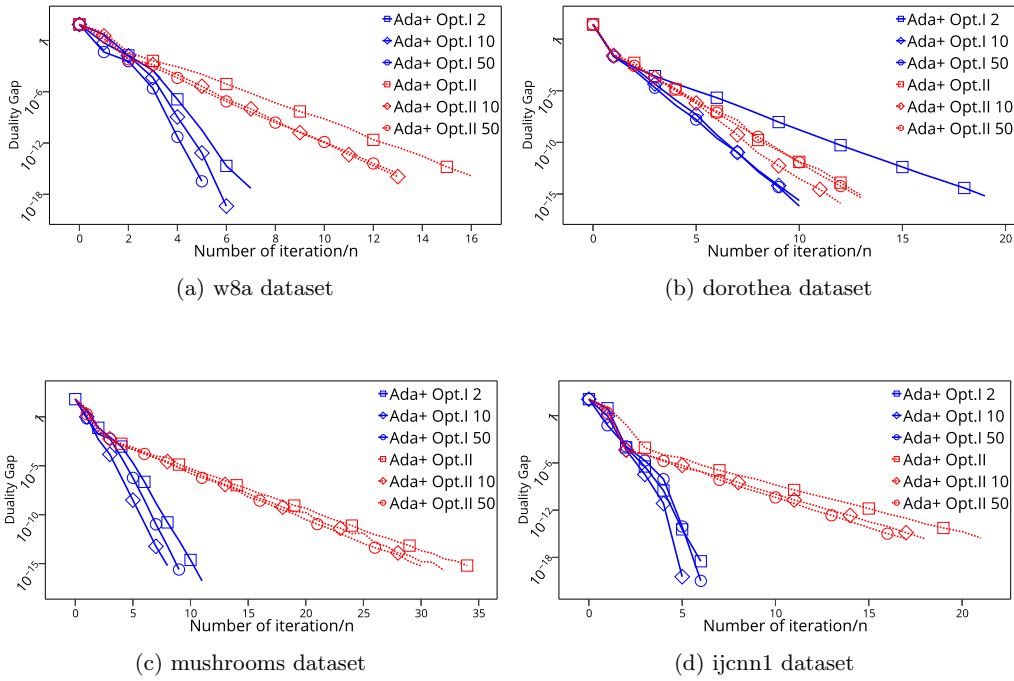 Ada+ Opt.I 2
Ada+ Opt.I 10
Ada+ Opt.I 50
Ada+ Opt.II
Ada+ Opt.II 10
Ada+ Opt.II 50
Duality Gap
1
10^-6
10^-12
10^-18
0 2 4 6 8 10 12 14 16
Number of iteration/n
(a) w8a dataset
Ada+ Opt.I 2
Ada+ Opt.I 10
Ada+ Opt.I 50
Ada+ Opt.II
Ada+ Opt.II 10
Ada+ Opt.II 50
Duality Gap
1
10^-5
10^-10
10^-15
0 5 10 15 20
Number of iteration/n
(b) dorothea dataset
Ada+ Opt.I 2
Ada+ Opt.I 10
Ada+ Opt.I 50
Ada+ Opt.II
Ada+ Opt.II 10
Ada+ Opt.II 50
Duality Gap
1
10^-5
10^-10
10^-15
0 5 10 15 20 25 30 35
Number of iteration/n
(c) mushrooms dataset
Ada+ Opt.I 2
Ada+ Opt.I 10
Ada+ Opt.I 50
Ada+ Opt.II
Ada+ Opt.II 10
Ada+ Opt.II 50
Duality Gap
1
10^-6
10^-12
10^-18
0 5 10 15 20
Number of iteration/n
(d) ijcnn1 dataset